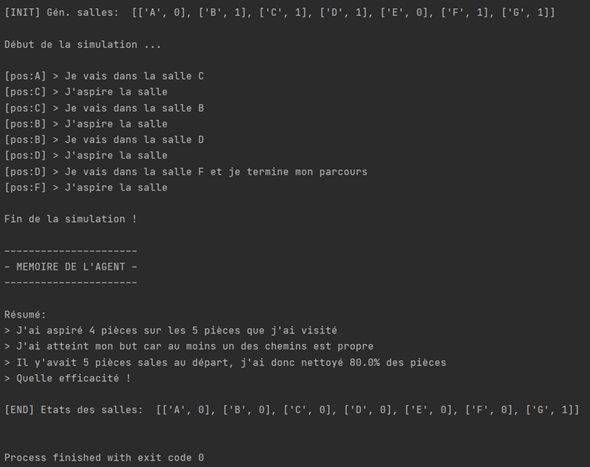 [INIT] Gén. salles:  [['A', 0], ['B', 1], ['C', 1], ['D', 1], ['E', 0], ['F', 1], ['G', 1]]
Début de la simulation ...
[pos:A] > Je vais dans la salle C
[pos:C] > J'aspire la salle
[pos:C] > Je vais dans la salle B
[pos:B] > J'aspire la salle
[pos:B] > Je vais dans la salle D
[pos:D] > J'aspire la salle
[pos:D] > Je vais dans la salle F et je termine mon parcours
[pos:F] > J'aspire la salle
Fin de la simulation !
----------------------
- MEMOIRE DE L'AGENT -
----------------------
Résumé:
> J'ai aspiré 4 pièces sur les 5 pièces que j'ai visité
> J'ai atteint mon but car au moins un des chemins est propre
> Il y'avait 5 pièces sales au départ, j'ai donc nettoyé 80.0% des pièces
> Quelle efficacité !
[END] Etats des salles:  [['A', 0], ['B', 0], ['C', 0], ['D', 0], ['E', 0], ['F', 0], ['G', 1]]
Process finished with exit code 0